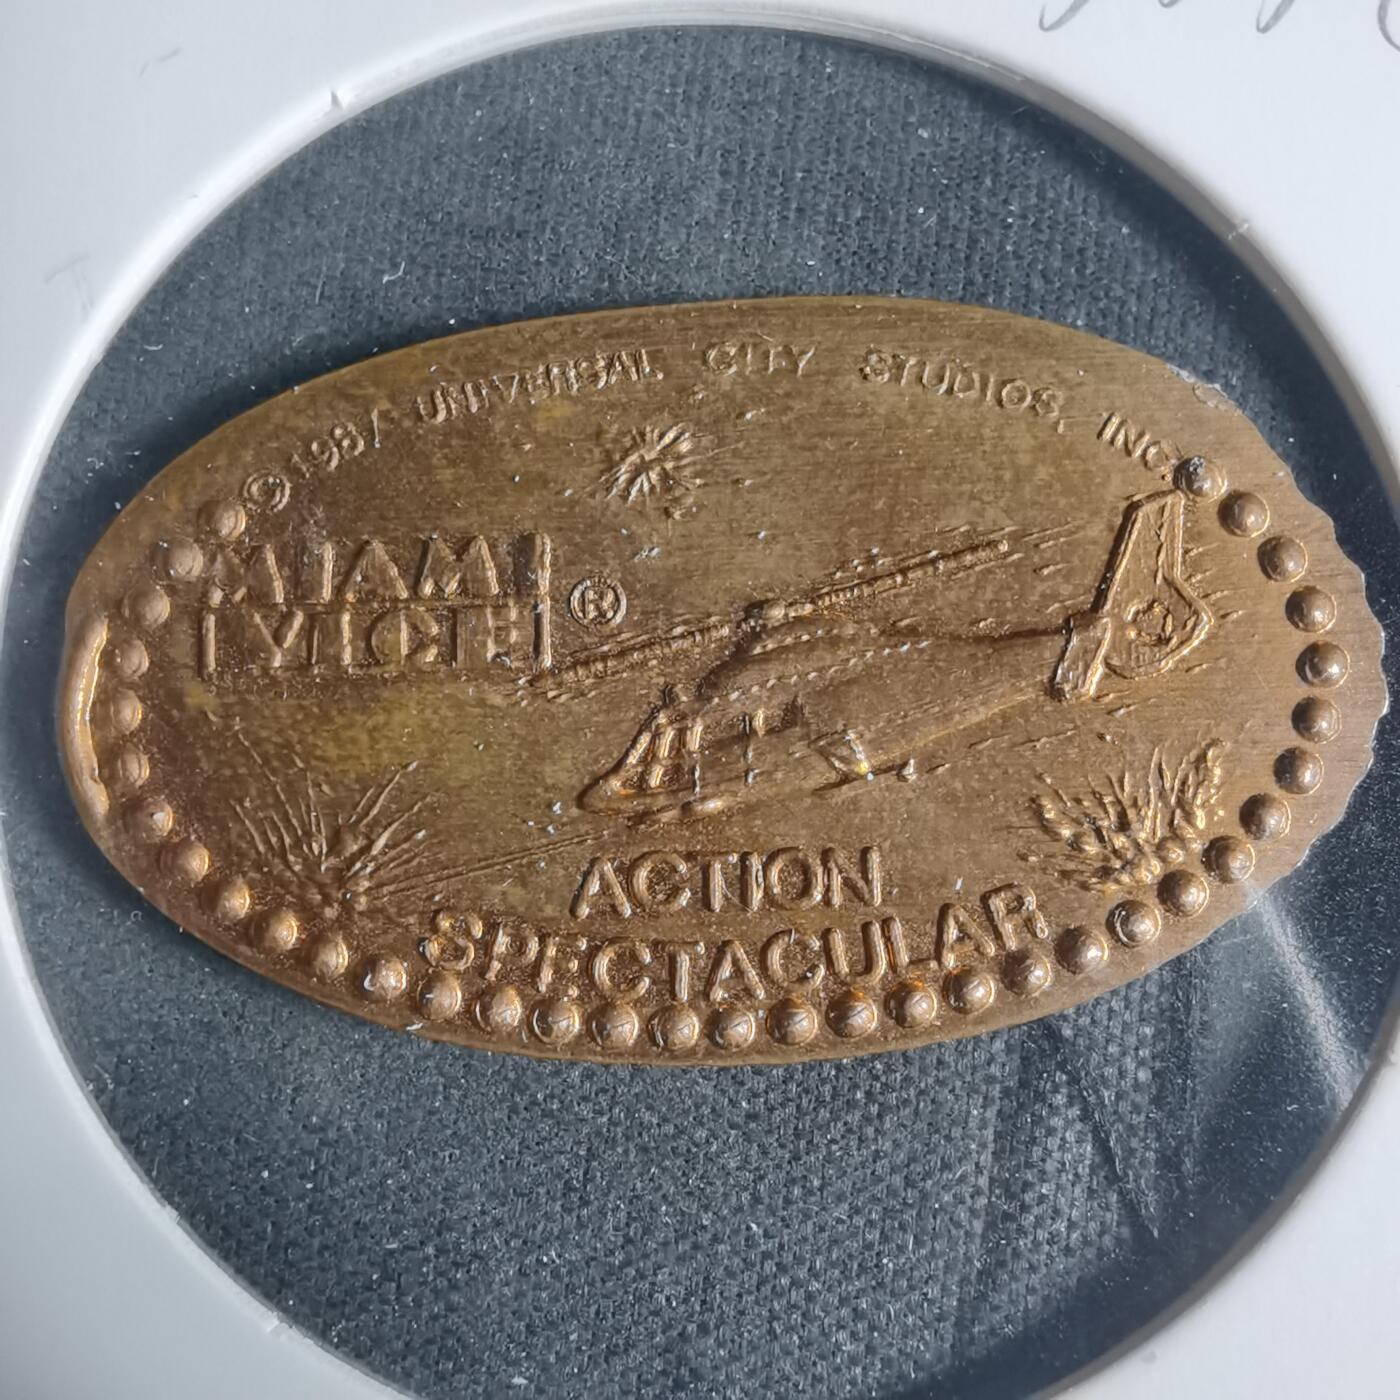 © 1987 UNIVERSAL CITY STUDIOS, INC.
MIAMI
VICE ®
ACTION
SPECTACULAR